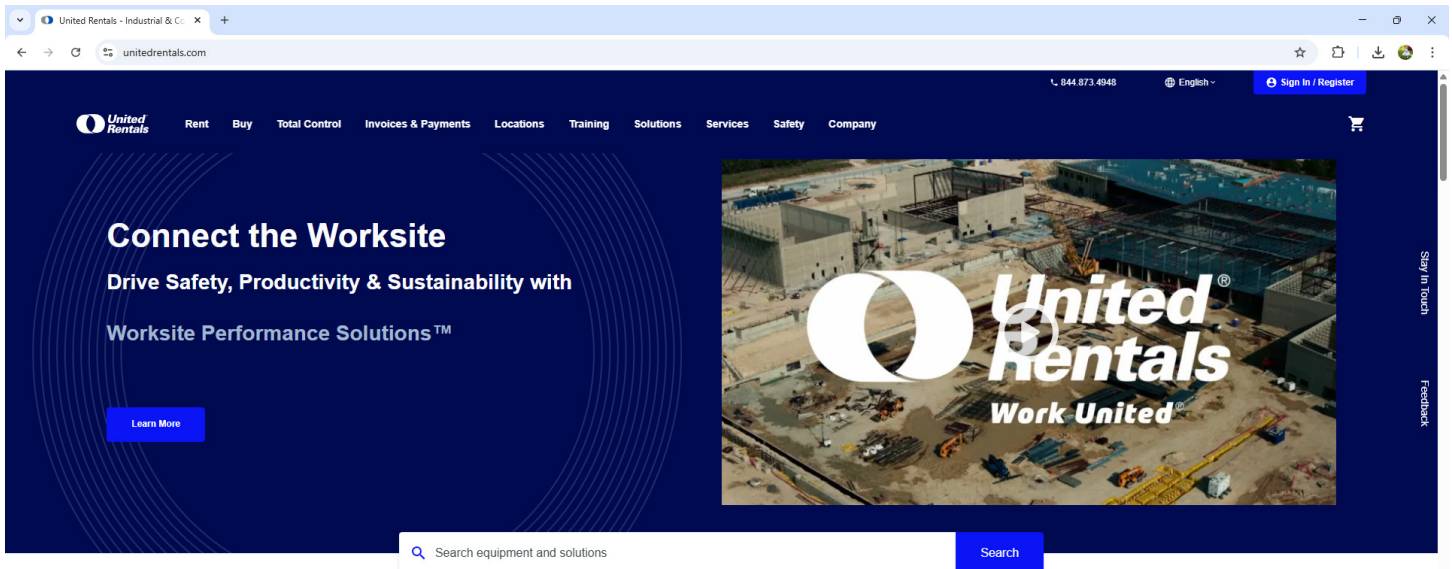 United Rentals - Industrial & Co
unitedrentals.com
844.873.4948
English
Sign In / Register
United
Rentals
Rent
Buy
Total Control
Invoices & Payments
Locations
Training
Solutions
Services
Safety
Company
Connect the Worksite
Drive Safety, Productivity & Sustainability with
Worksite Performance Solutions™
Learn More
United®
Rentals
Work United®
Stay In Touch
Feedback
Search equipment and solutions
Search